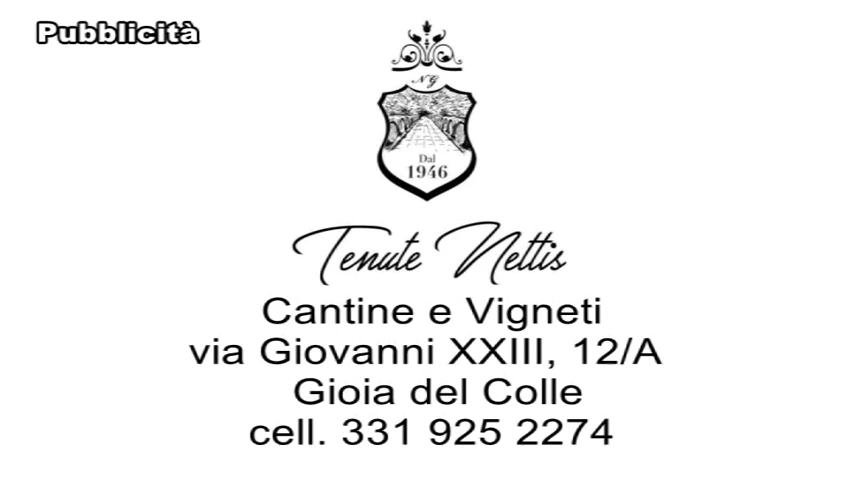 Pubblicità
NG
Dal
1946
Tenute Nettis
Cantine e Vigneti
via Giovanni XXIII, 12/A
Gioia del Colle
cell. 331 925 2274